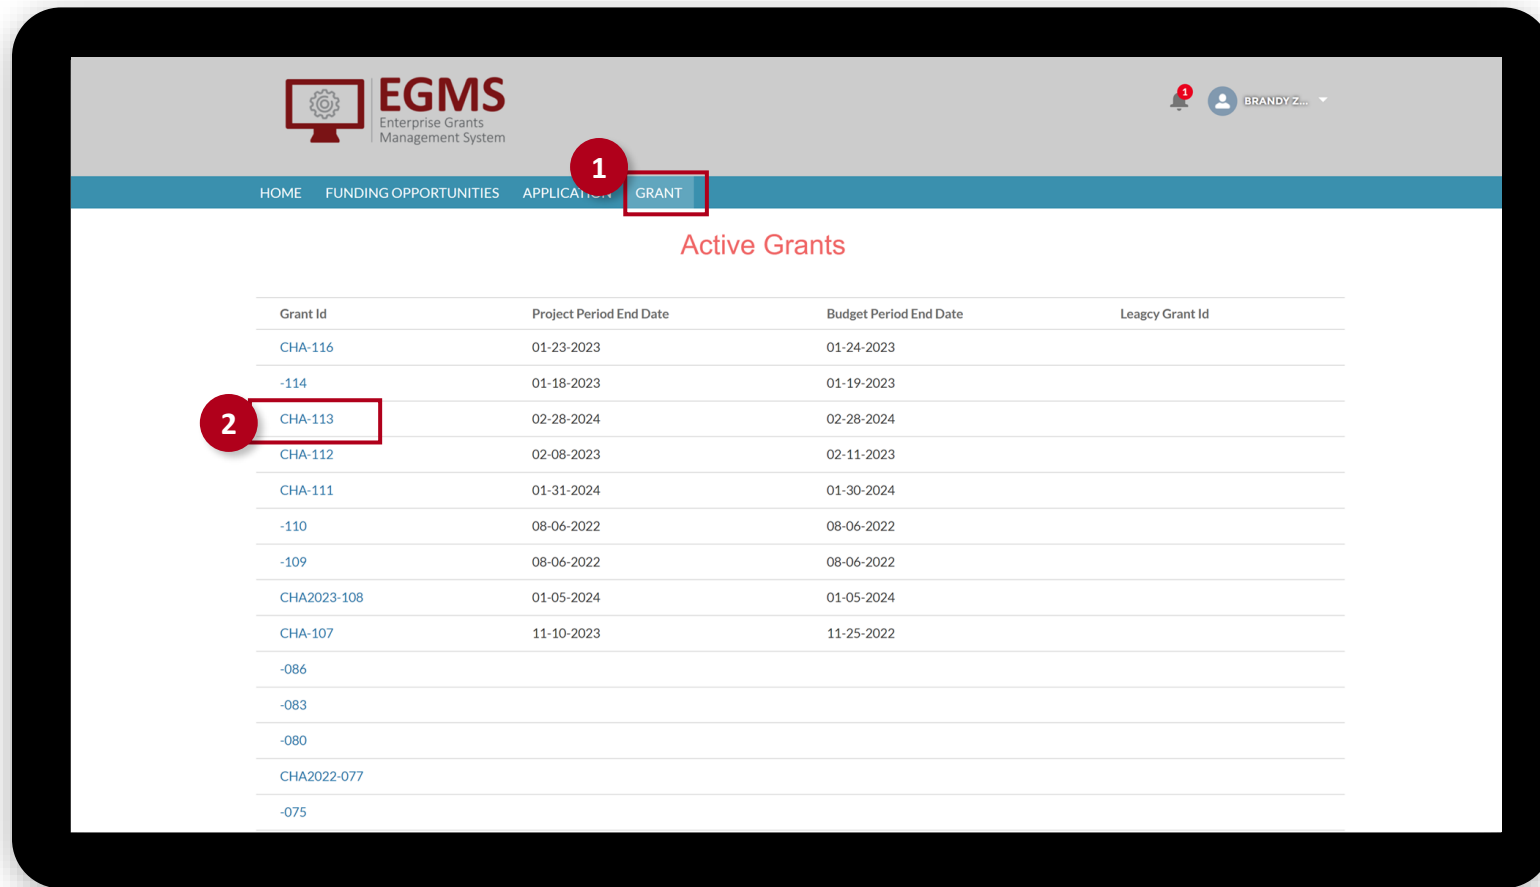 EGMS
Enterprise Grants
Management System
1
BRANDY Z...
1
HOME FUNDING OPPORTUNITIES APPLICATION GRANT
Active Grants
Grant Id Project Period End Date Budget Period End Date Leagcy Grant Id
CHA-116 01-23-2023 01-24-2023
-114 01-18-2023 01-19-2023
2
CHA-113 02-28-2024 02-28-2024
CHA-112 02-08-2023 02-11-2023
CHA-111 01-31-2024 01-30-2024
-110 08-06-2022 08-06-2022
-109 08-06-2022 08-06-2022
CHA2023-108 01-05-2024 01-05-2024
CHA-107 11-10-2023 11-25-2022
-086
-083
-080
CHA2022-077
-075